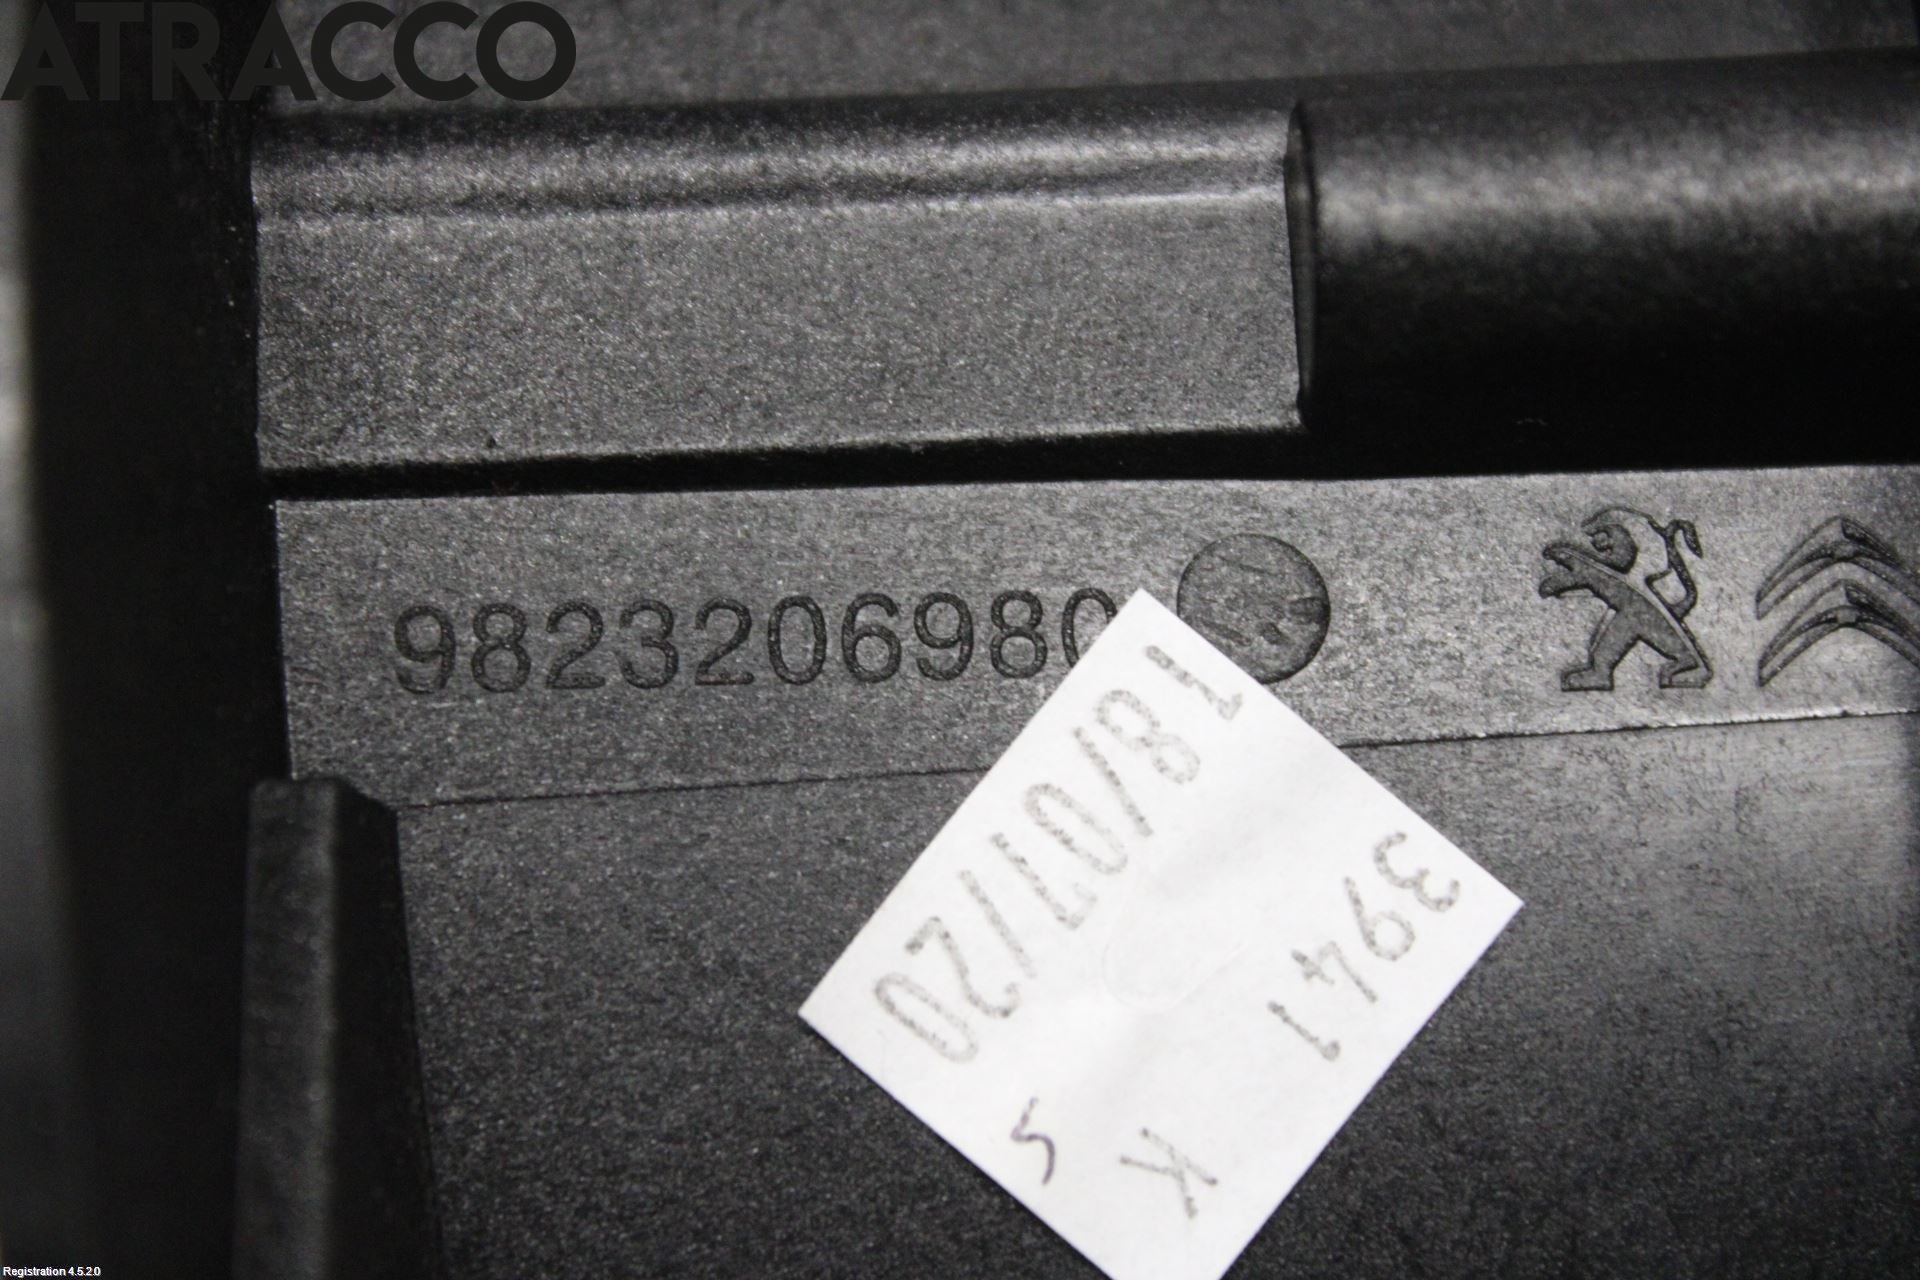 ATRACCO
9823206980
3941 K
5
18/07/20
Registration 4.5.2.0